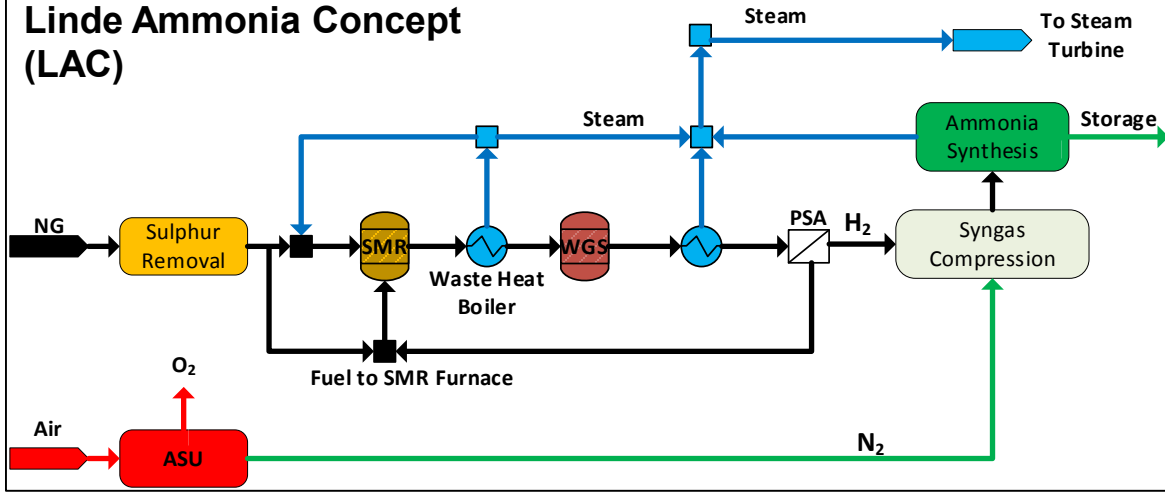 Linde Ammonia Concept
(LAC)
Steam
To Steam
Turbine
Steam
Ammonia
Synthesis
Storage
NG
Sulphur
Removal
SMR
Waste Heat
Boiler
WGS
PSA
H₂
Syngas
Compression
Fuel to SMR Furnace
O₂
Air
ASU
N₂